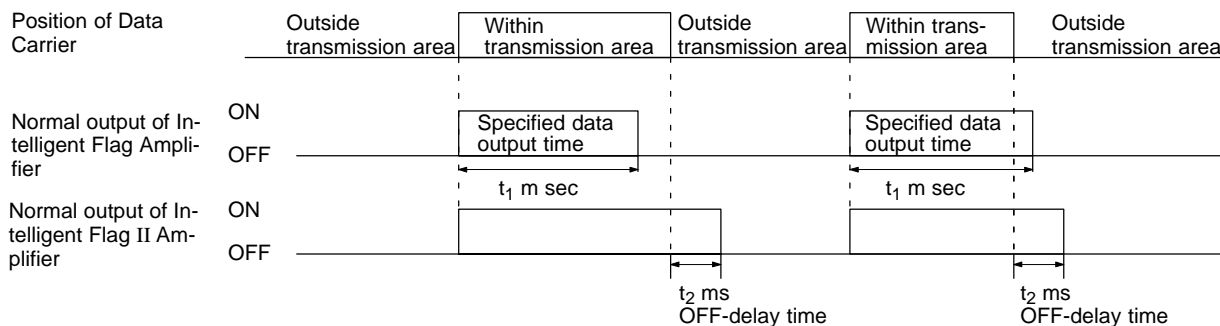 Position of Data
Carrier
Outside
transmission area
Within
transmission area
Outside
transmission area
Within trans-
mission area
Outside
transmission area
Normal output of In-
telligent Flag Ampli-
fier
ON
OFF
Specified data
output time
Specified data
output time
t1 m sec
t1 m sec
Normal output of In-
telligent Flag II Am-
plifier
ON
OFF
t2 ms
OFF-delay time
t2 ms
OFF-delay time